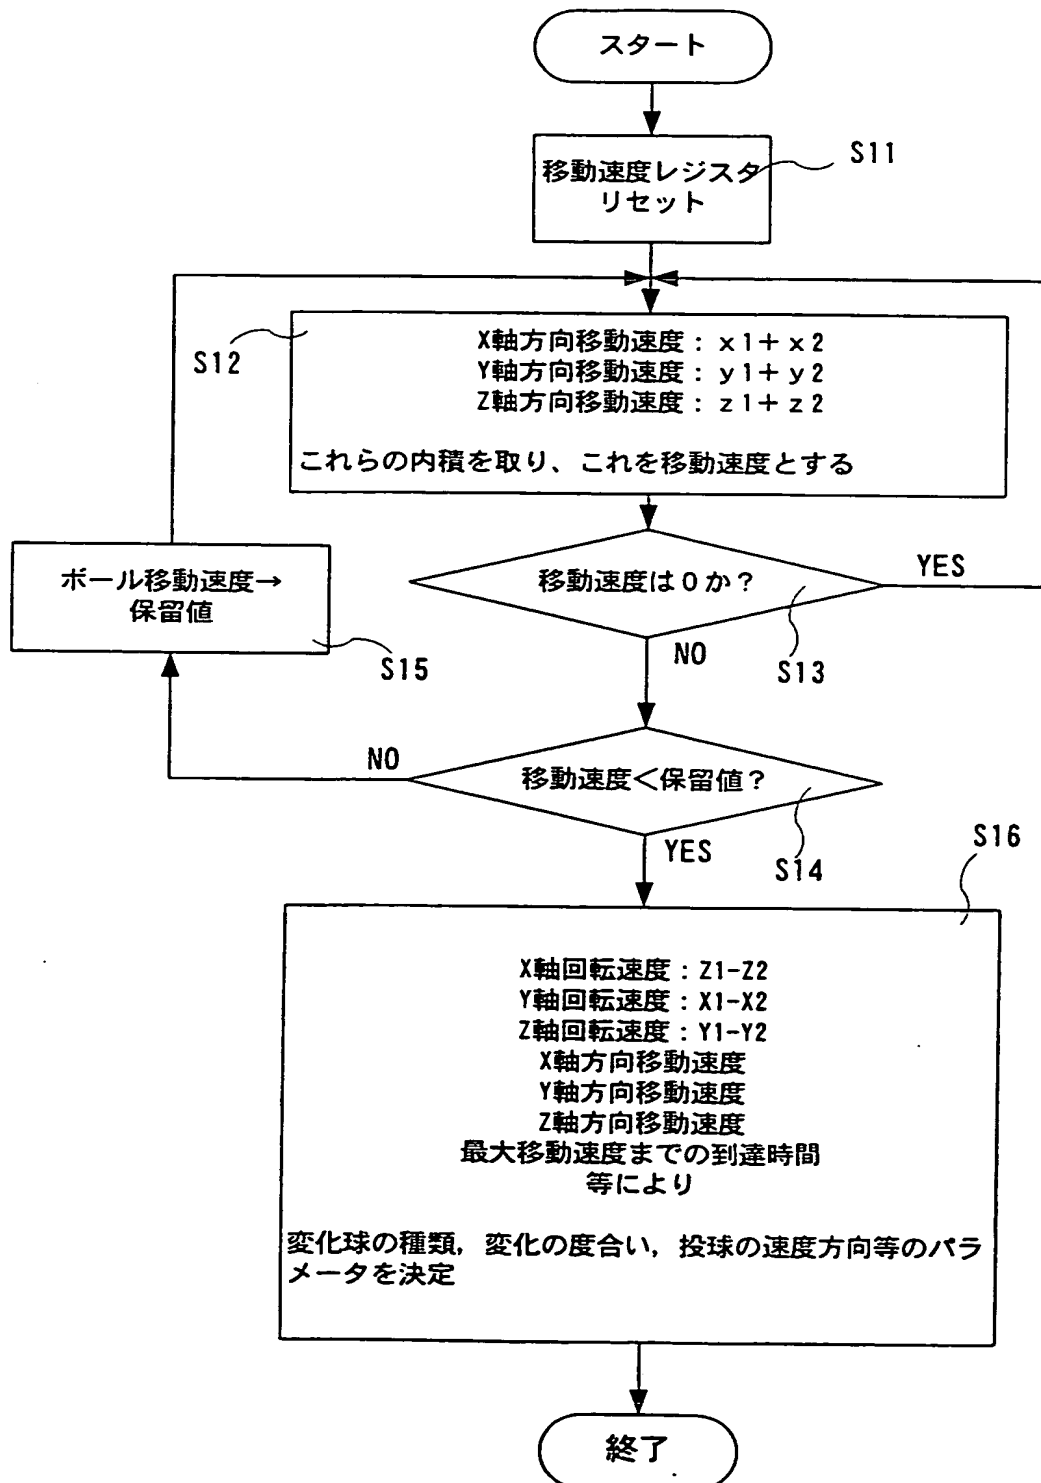 スタート
移動速度レジスタ
リセット
S11
S12
X軸方向移動速度:x1+x2
Y軸方向移動速度:y1+y2
Z軸方向移動速度:z1+z2
これらの内積を取り、これを移動速度とする
ボール移動速度→
保留値
S15
移動速度は0か?
YES
S13
NO
移動速度<保留値?
NO
S14
YES
S16
X軸回転速度:Z1-Z2
Y軸回転速度:X1-X2
Z軸回転速度:Y1-Y2
X軸方向移動速度
Y軸方向移動速度
Z軸方向移動速度
最大移動速度までの到達時間
等により
変化球の種類,変化の度合い,投球の速度方向等のパラ
メータを決定
終了